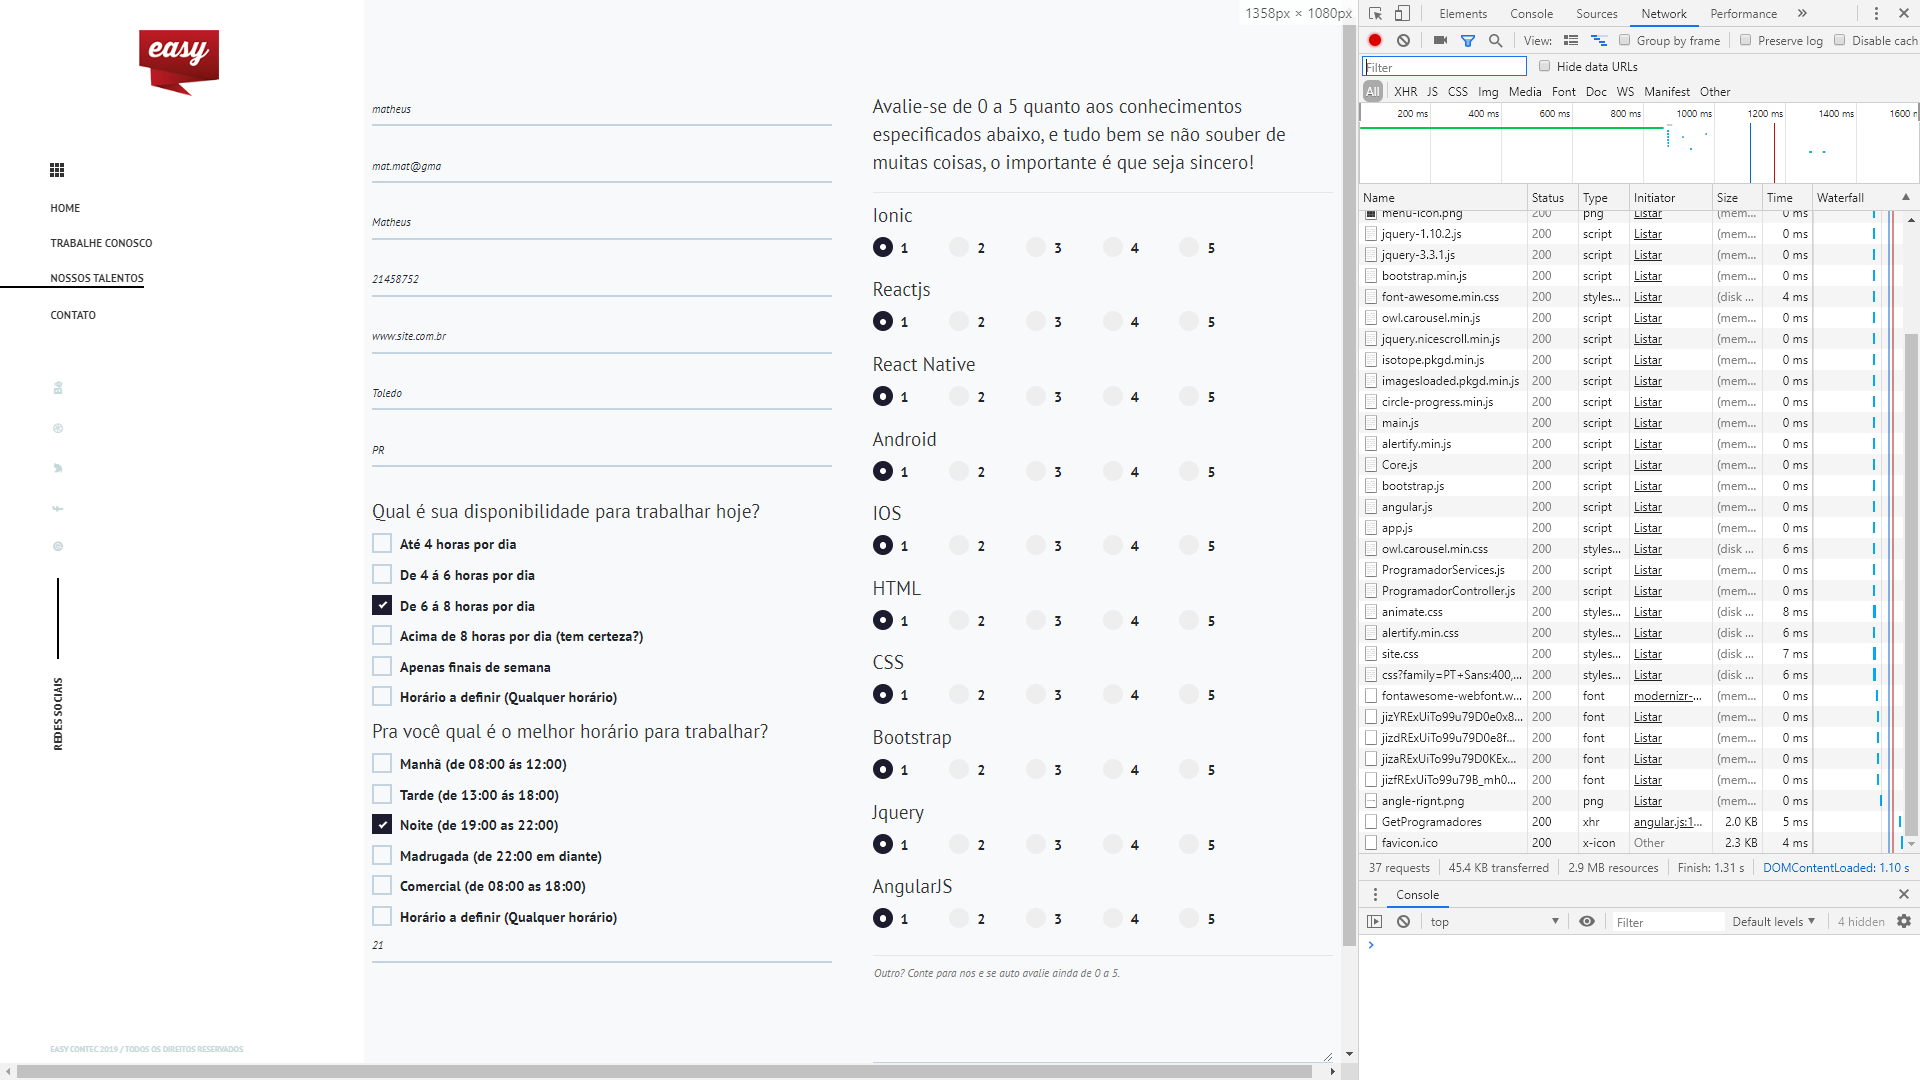 easy
HOME
TRABALHE CONOSCO
NOSSOS TALENTOS
CONTATO
REDES SOCIAIS
EASY CONTEC 2019 / TODOS OS DIREITOS RESERVADOS
matheus
mat.mat@gma
Matheus
21458752
www.site.com.br
Toledo
PR
Qual é sua disponibilidade para trabalhar hoje?
Até 4 horas por dia
De 4 á 6 horas por dia
De 6 á 8 horas por dia
Acima de 8 horas por dia (tem certeza?)
Apenas finais de semana
Horário a definir (Qualquer horário)
Pra você qual é o melhor horário para trabalhar?
Manhã (de 08:00 ás 12:00)
Tarde (de 13:00 ás 18:00)
Noite (de 19:00 as 22:00)
Madrugada (de 22:00 em diante)
Comercial (de 08:00 as 18:00)
Horário a definir (Qualquer horário)
21
1358px × 1080px
Avalie-se de 0 a 5 quanto aos conhecimentos
especificados abaixo, e tudo bem se não souber de
muitas coisas, o importante é que seja sincero!
Ionic
1 2 3 4 5
Reactjs
1 2 3 4 5
React Native
1 2 3 4 5
Android
1 2 3 4 5
IOS
1 2 3 4 5
HTML
1 2 3 4 5
CSS
1 2 3 4 5
Bootstrap
1 2 3 4 5
Jquery
1 2 3 4 5
AngularJS
1 2 3 4 5
Outro? Conte para nos e se auto avalie ainda de 0 a 5.
Elements Console Sources Network Performance »
View: Group by frame Preserve log Disable cach
Filter Hide data URLs
All XHR JS CSS Img Media Font Doc WS Manifest Other
200 ms 400 ms 600 ms 800 ms 1000 ms 1200 ms 1400 ms 1600 n
Name Status Type Initiator Size Time Waterfall
menu-icon.png 200 png Listar (mem... 0 ms
jquery-1.10.2.js 200 script Listar (mem... 0 ms
jquery-3.3.1.js 200 script Listar (mem... 0 ms
bootstrap.min.js 200 script Listar (mem... 0 ms
font-awesome.min.css 200 styles... Listar (disk ... 4 ms
owl.carousel.min.js 200 script Listar (mem... 0 ms
jquery.nicescroll.min.js 200 script Listar (mem... 0 ms
isotope.pkgd.min.js 200 script Listar (mem... 0 ms
imagesloaded.pkgd.min.js 200 script Listar (mem... 0 ms
circle-progress.min.js 200 script Listar (mem... 0 ms
main.js 200 script Listar (mem... 0 ms
alertify.min.js 200 script Listar (mem... 0 ms
Core.js 200 script Listar (mem... 0 ms
bootstrap.js 200 script Listar (mem... 0 ms
angular.js 200 script Listar (mem... 0 ms
app.js 200 script Listar (mem... 0 ms
owl.carousel.min.css 200 styles... Listar (disk ... 6 ms
ProgramadorServices.js 200 script Listar (mem... 0 ms
ProgramadorController.js 200 script Listar (mem... 0 ms
animate.css 200 styles... Listar (disk ... 8 ms
alertify.min.css 200 styles... Listar (disk ... 6 ms
site.css 200 styles... Listar (disk ... 7 ms
css?family=PT+Sans:400,... 200 styles... Listar (disk ... 6 ms
fontawesome-webfont.w... 200 font modernizr-... (mem... 0 ms
jizYRExUiTo99u79D0e0x8... 200 font Listar (mem... 0 ms
jizdRExUiTo99u79D0e8f... 200 font Listar (mem... 0 ms
jizaRExUiTo99u79D0KEx... 200 font Listar (mem... 0 ms
jizfRExUiTo99u79B_mh0... 200 font Listar (mem... 0 ms
angle-rignt.png 200 png Listar (mem... 0 ms
GetProgramadores 200 xhr angular.js:1... 2.0 KB 5 ms
favicon.ico 200 x-icon Other 2.3 KB 4 ms
37 requests 45.4 KB transferred 2.9 MB resources Finish: 1.31 s DOMContentLoaded: 1.10 s
Console
top Filter Default levels 4 hidden